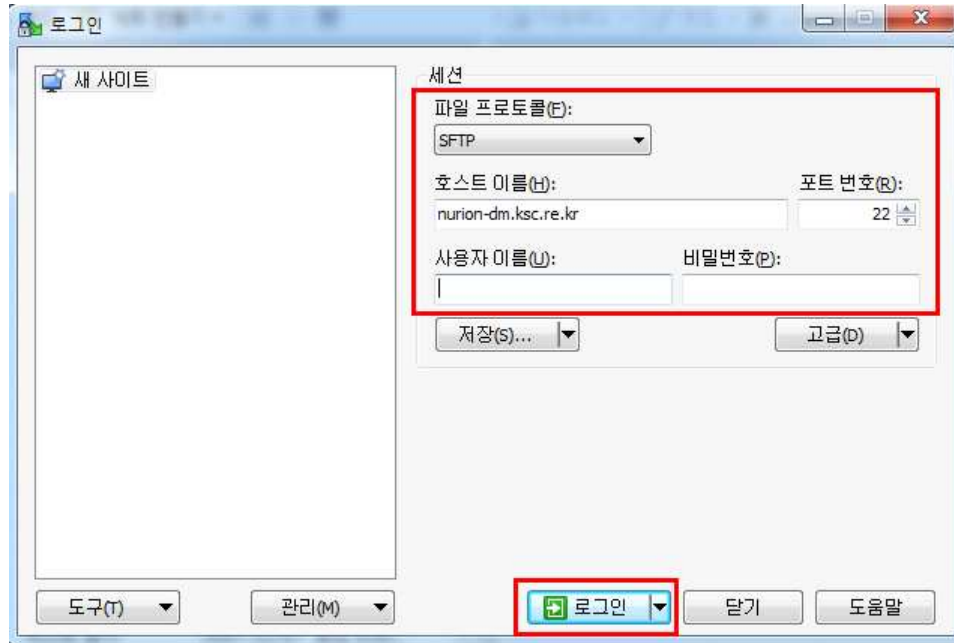 로그인
새 사이트
세션
파일 프로토콜(F):
SFTP
호스트 이름(H): 포트 번호(R):
nurion-dm.ksc.re.kr 22
사용자 이름(U): 비밀번호(P):
저장(S)... 고급(D)
도구(T) 관리(M) 로그인 닫기 도움말